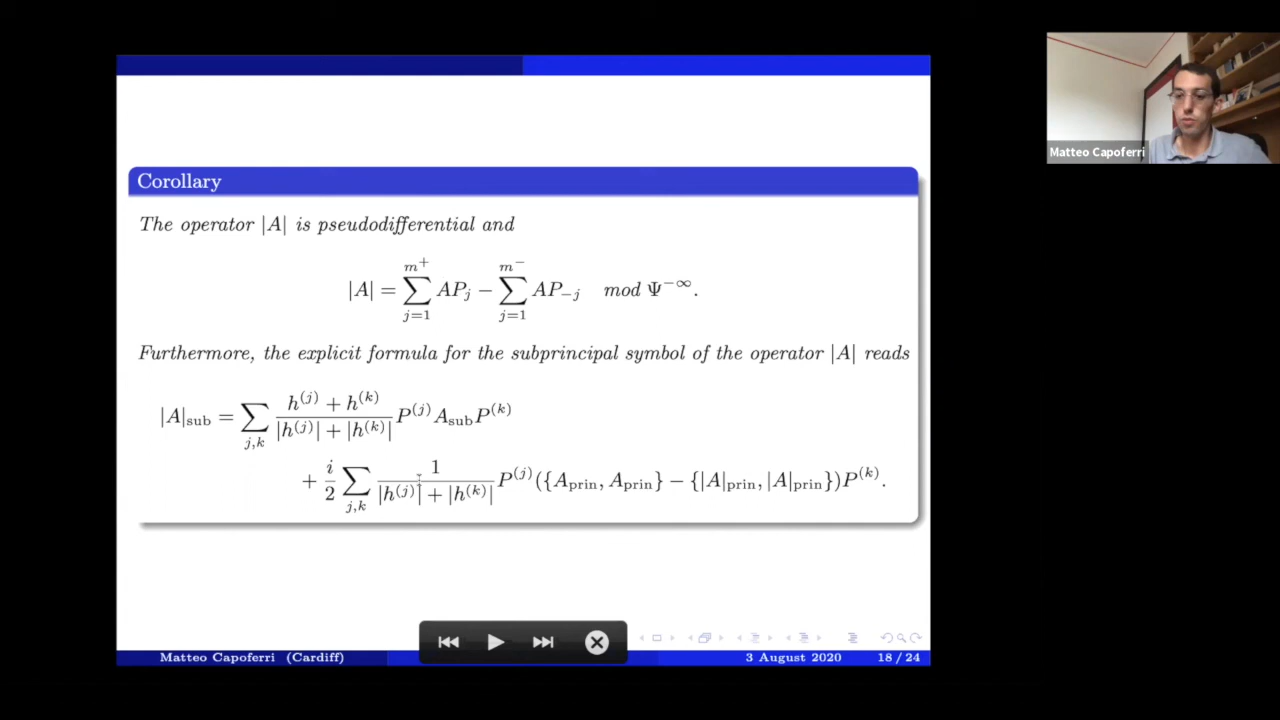 Corollary
The operator |A| is pseudodifferential and
|A| = \sum_{j=1}^{m^+} AP_j - \sum_{j=1}^{m^-} AP_{-j} mod Ψ^{-∞}.
Furthermore, the explicit formula for the subprincipal symbol of the operator |A| reads
|A|_{sub} = \sum_{j,k} \frac{h^{(j)} + h^{(k)}}{|h^{(j)}| + |h^{(k)}|} P^{(j)} A_{sub} P^{(k)}
+ \frac{i}{2} \sum_{j,k} \frac{1}{|h^{(j)}| + |h^{(k)}|} P^{(j)} (\{A_{prin}, A_{prin}\} - \{|A|_{prin}, |A|_{prin}\}) P^{(k)}.
Matteo Capoferri (Cardiff) 3 August 2020 18 / 24
Matteo Capoferri